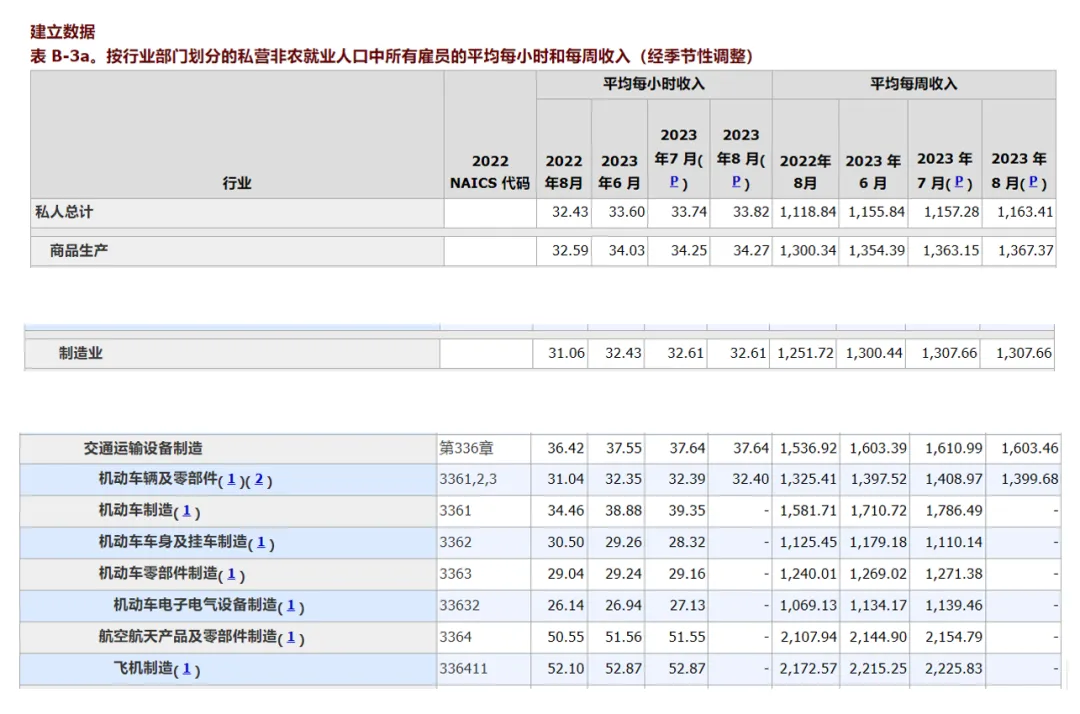 建立数据
表 B-3a。按行业部门划分的私营非农就业人口中所有雇员的平均每小时和每周收入（经季节性调整）
行业 2022 NAICS 代码 平均每小时收入 平均每周收入
2022年8月 2023年6 月 2023年7 月(P) 2023年8 月(P) 2022年8月 2023 年6 月 2023 年7 月(P) 2023 年8 月(P)
私人总计 32.43 33.60 33.74 33.82 1,118.84 1,155.84 1,157.28 1,163.41
商品生产 32.59 34.03 34.25 34.27 1,300.34 1,354.39 1,363.15 1,367.37
制造业 31.06 32.43 32.61 32.61 1,251.72 1,300.44 1,307.66 1,307.66
交通运输设备制造 第336章 36.42 37.55 37.64 37.64 1,536.92 1,603.39 1,610.99 1,603.46
机动车辆及零部件(1)(2) 3361,2,3 31.04 32.35 32.39 32.40 1,325.41 1,397.52 1,408.97 1,399.68
机动车制造(1) 3361 34.46 38.88 39.35 - 1,581.71 1,710.72 1,786.49 -
机动车车身及挂车制造(1) 3362 30.50 29.26 28.32 - 1,125.45 1,179.18 1,110.14 -
机动车零部件制造(1) 3363 29.04 29.24 29.16 - 1,240.01 1,269.02 1,271.38 -
机动车电子电气设备制造(1) 33632 26.14 26.94 27.13 - 1,069.13 1,134.17 1,139.46 -
航空航天产品及零部件制造(1) 3364 50.55 51.56 51.55 - 2,107.94 2,144.90 2,154.79 -
飞机制造(1) 336411 52.10 52.87 52.87 - 2,172.57 2,215.25 2,225.83 -